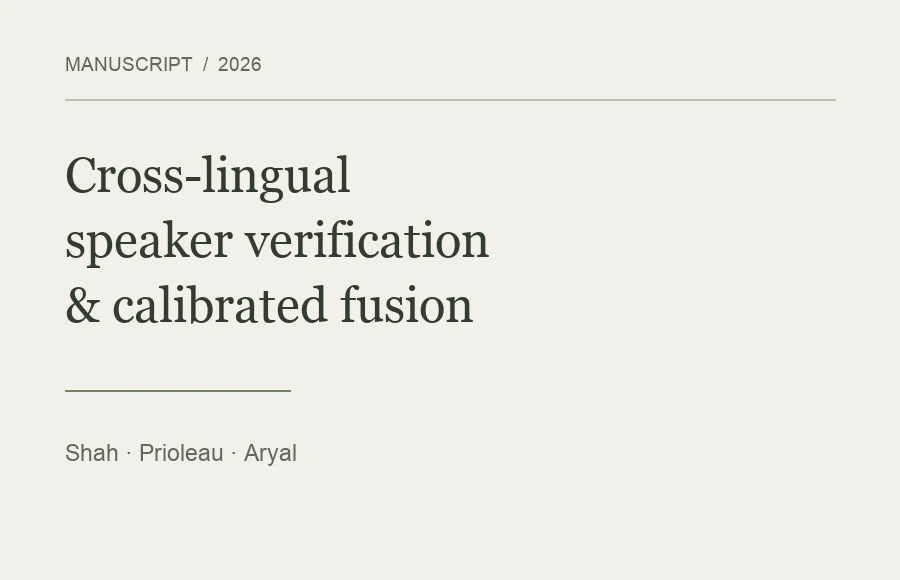 MANUSCRIPT / 2026
Cross-lingual
speaker verification
& calibrated fusion
Shah · Prioleau · Aryal